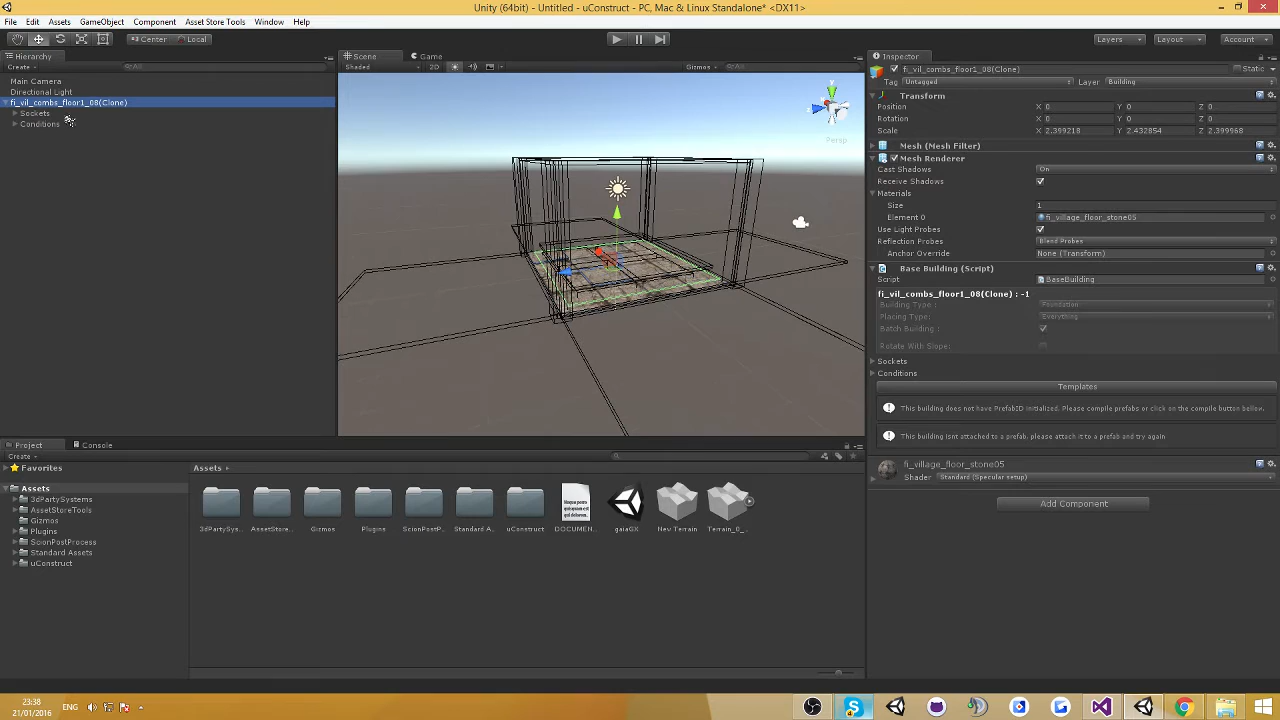 Unity (64bit) - Untitled - uConstruct - PC, Mac & Linux Standalone* <DX11>
File Edit Assets GameObject Component Asset Store Tools Window Help
Center Local Layers Layout Account
Hierarchy
Create All
Main Camera
Directional Light
fi_vil_combs_floor1_08(Clone)
Sockets
Conditions
Scene Game
Shaded 2D Gizmos All
y
Persp
Inspector
fi_vil_combs_floor1_08(Clone) Static
Tag Untagged Layer Building
Transform
Position X 0 Y 0 Z 0
Rotation X 0 Y 0 Z 0
Scale X 2.399218 Y 2.432854 Z 2.399968
Mesh (Mesh Filter)
Mesh Renderer
Cast Shadows On
Receive Shadows
Materials
Size 1
Element 0 fi_village_floor_stone05
Use Light Probes
Reflection Probes Blend Probes
Anchor Override None (Transform)
Base Building (Script)
Script BaseBuilding
fi_vil_combs_floor1_08(Clone) : -1
Building Type : Foundation
Placing Type: Everything
Batch Building :
Rotate With Slope:
Sockets
Conditions
Templates
This building does not have PrefabID initialized. Please compile prefabs or click on the compile button bellow.
This building isnt attached to a prefab, please attach it to a prefab and try again
fi_village_floor_stone05
Shader Standard (Specular setup)
Add Component
Project Console
Create
Favorites
Assets
3dPartySystems
AssetStoreTools
Gizmos
Plugins
ScionPostProcess
Standard Assets
uConstruct
Assets
3dPartySys... AssetStore... Gizmos Plugins ScionPostP... Standard A... uConstruct DOCUMEN... gaiaGX New Terrain Terrain_0_...
23:38
21/01/2016
ENG